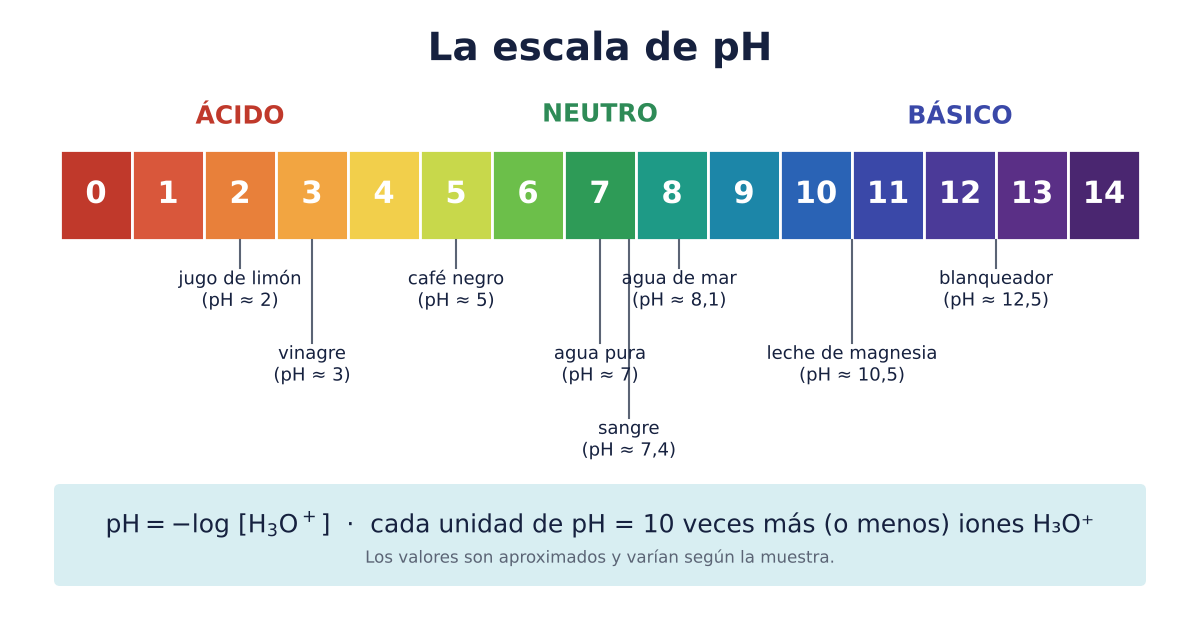 La escala de pH
ÁCIDO
NEUTRO
BÁSICO
0 1 2 3 4 5 6 7 8 9 10 11 12 13 14
jugo de limón
(pH ≈ 2)
café negro
(pH ≈ 5)
agua de mar
(pH ≈ 8,1)
blanqueador
(pH ≈ 12,5)
vinagre
(pH ≈ 3)
agua pura
(pH ≈ 7)
leche de magnesia
(pH ≈ 10,5)
sangre
(pH ≈ 7,4)
pH = −log [H₃O⁺] · cada unidad de pH = 10 veces más (o menos) iones H₃O⁺
Los valores son aproximados y varían según la muestra.